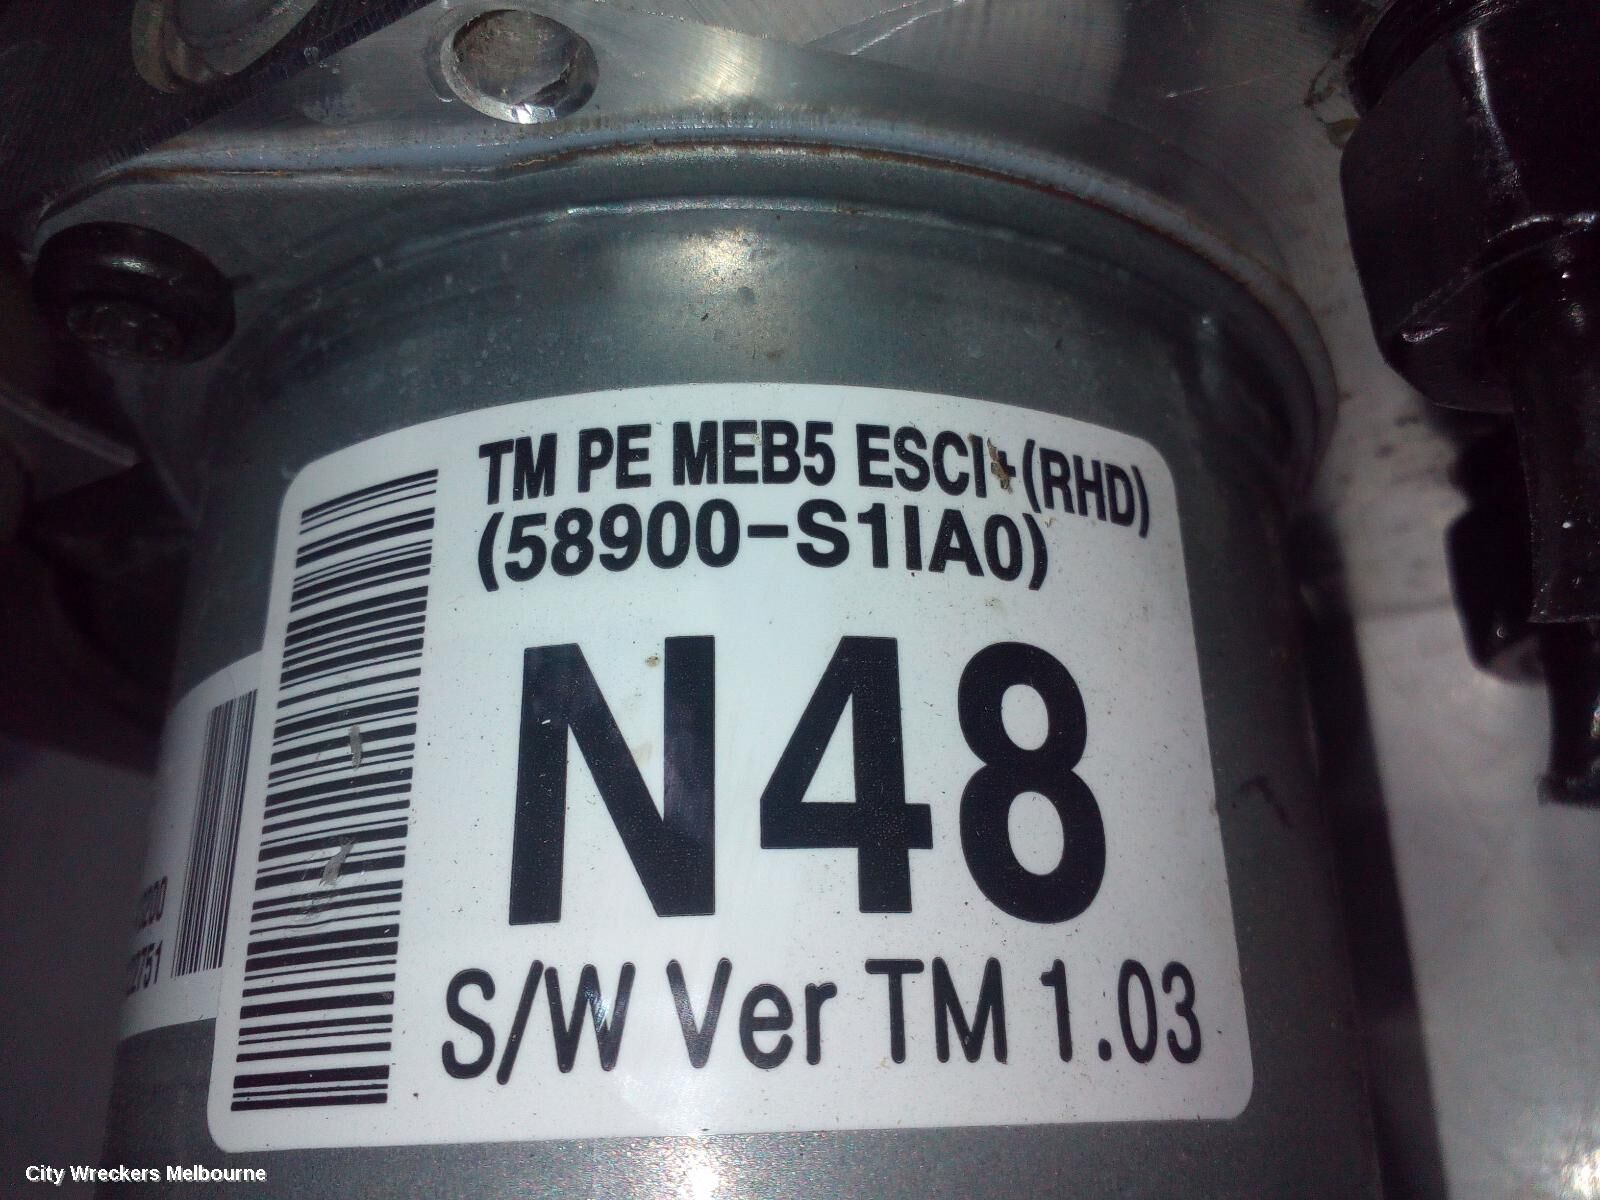 TM PE MEB5 ESCI+(RHD)
(58900-S1IA0)
N48
S/W Ver TM 1.03
City Wreckers Melbourne